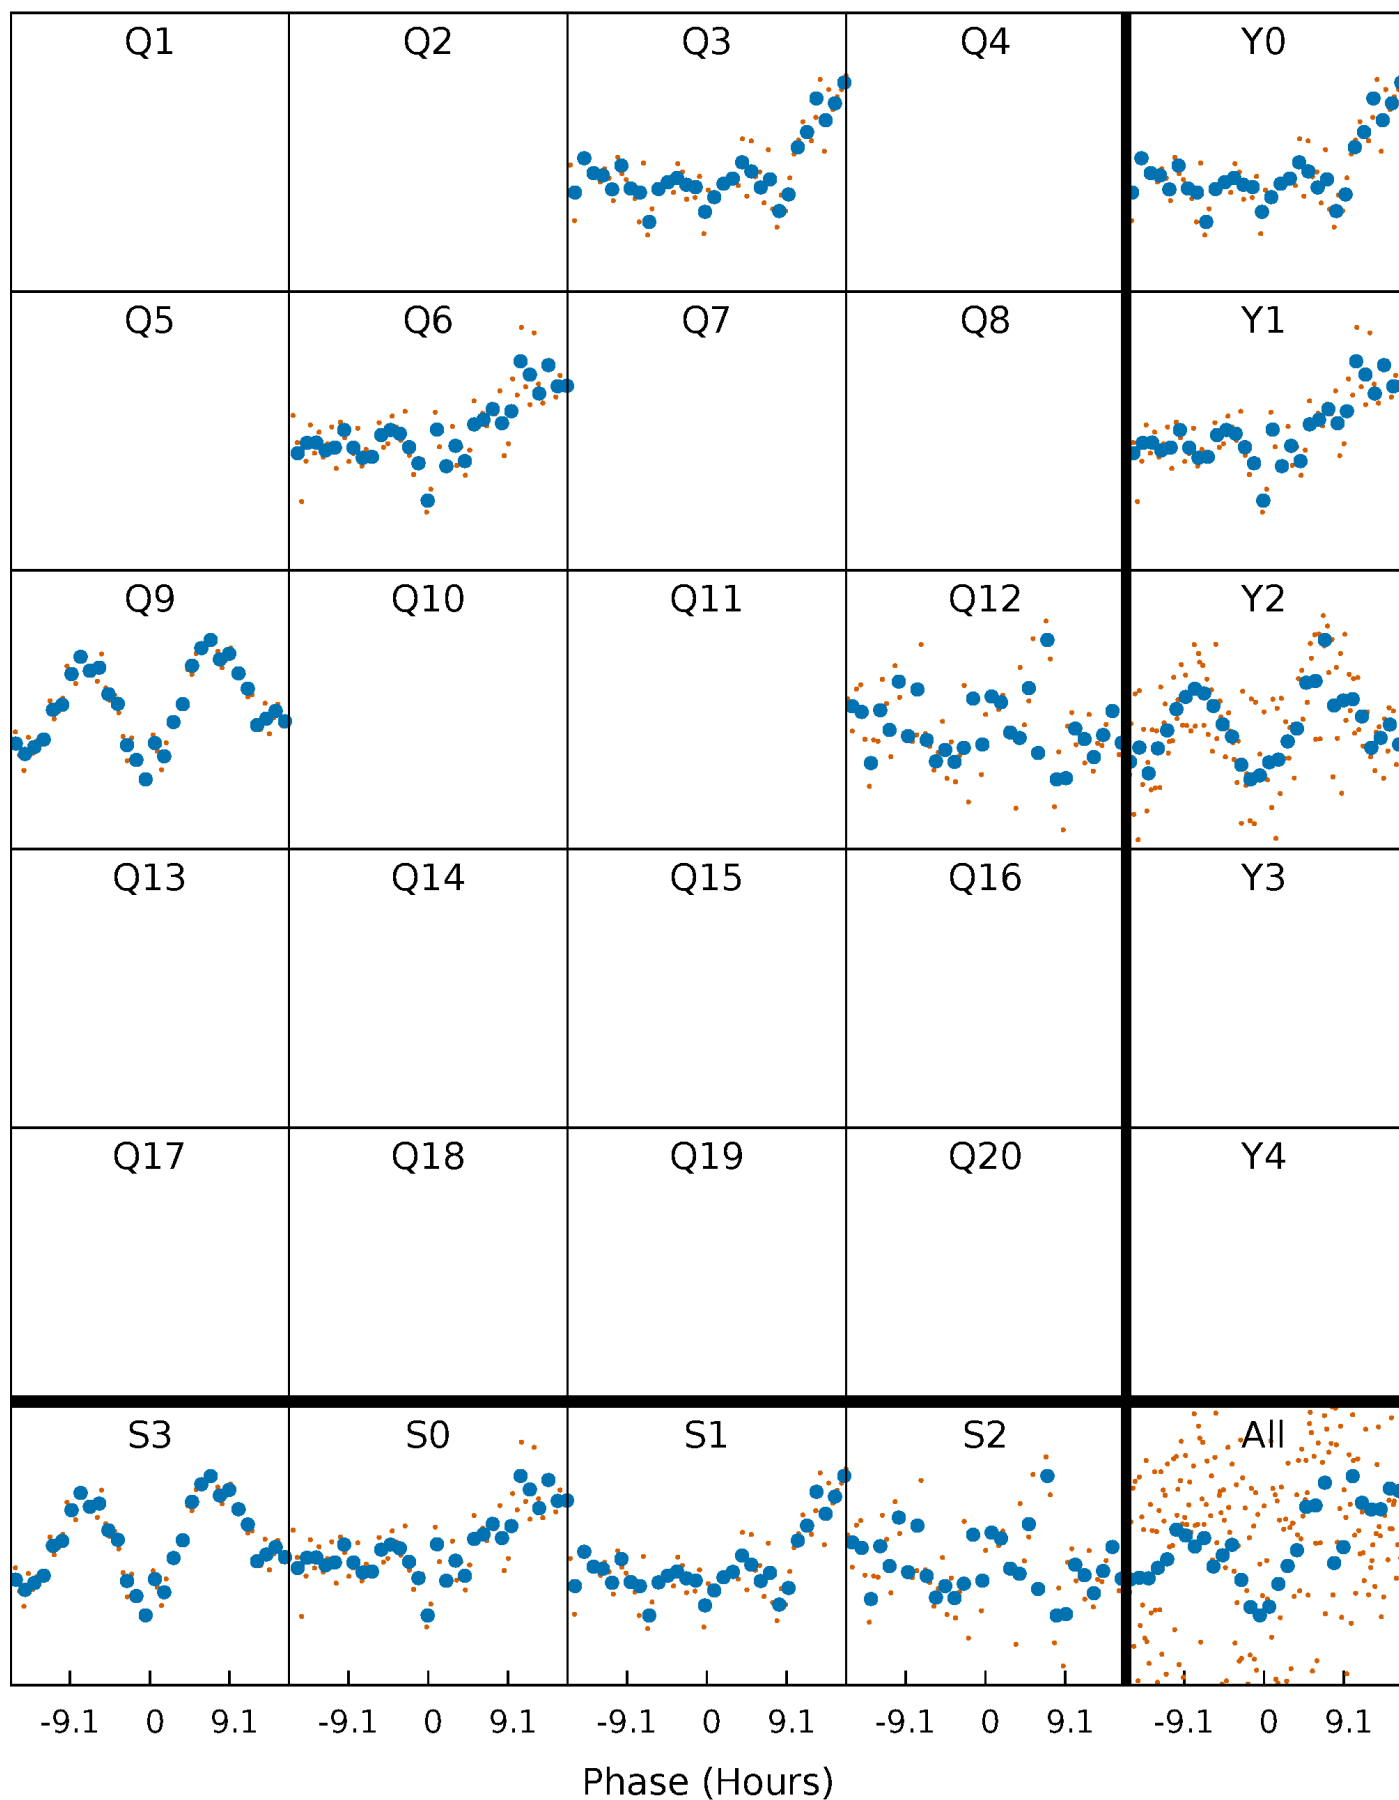 Q1 Q2 Q3 Q4 Y0
Q5 Q6 Q7 Q8 Y1
Q9 Q10 Q11 Q12 Y2
Q13 Q14 Q15 Q16 Y3
Q17 Q18 Q19 Q20 Y4
S3 S0 S1 S2 All
-9.1 0 9.1 -9.1 0 9.1 -9.1 0 9.1 -9.1 0 9.1 -9.1 0 9.1
Phase (Hours)